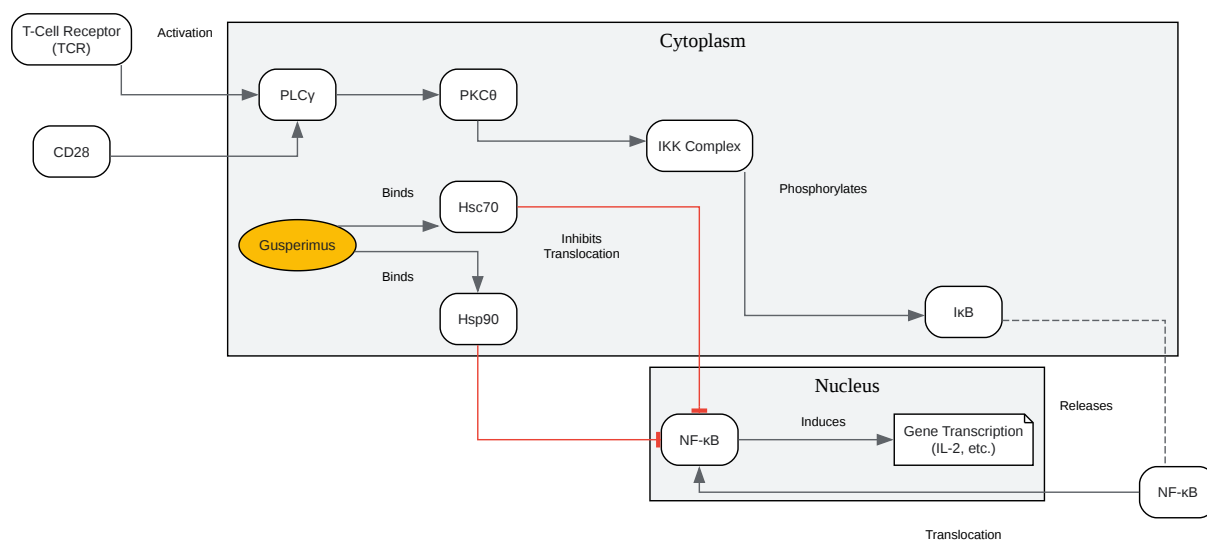 T-Cell Receptor
(TCR)
Activation
Cytoplasm
PLCγ
PKCθ
CD28
IKK Complex
Phosphorylates
Binds
Hsc70
Gusperimus
Inhibits
Translocation
Binds
Hsp90
IκB
Nucleus
Releases
NF-κB
Induces
Gene Transcription
(IL-2, etc.)
NF-κB
Translocation